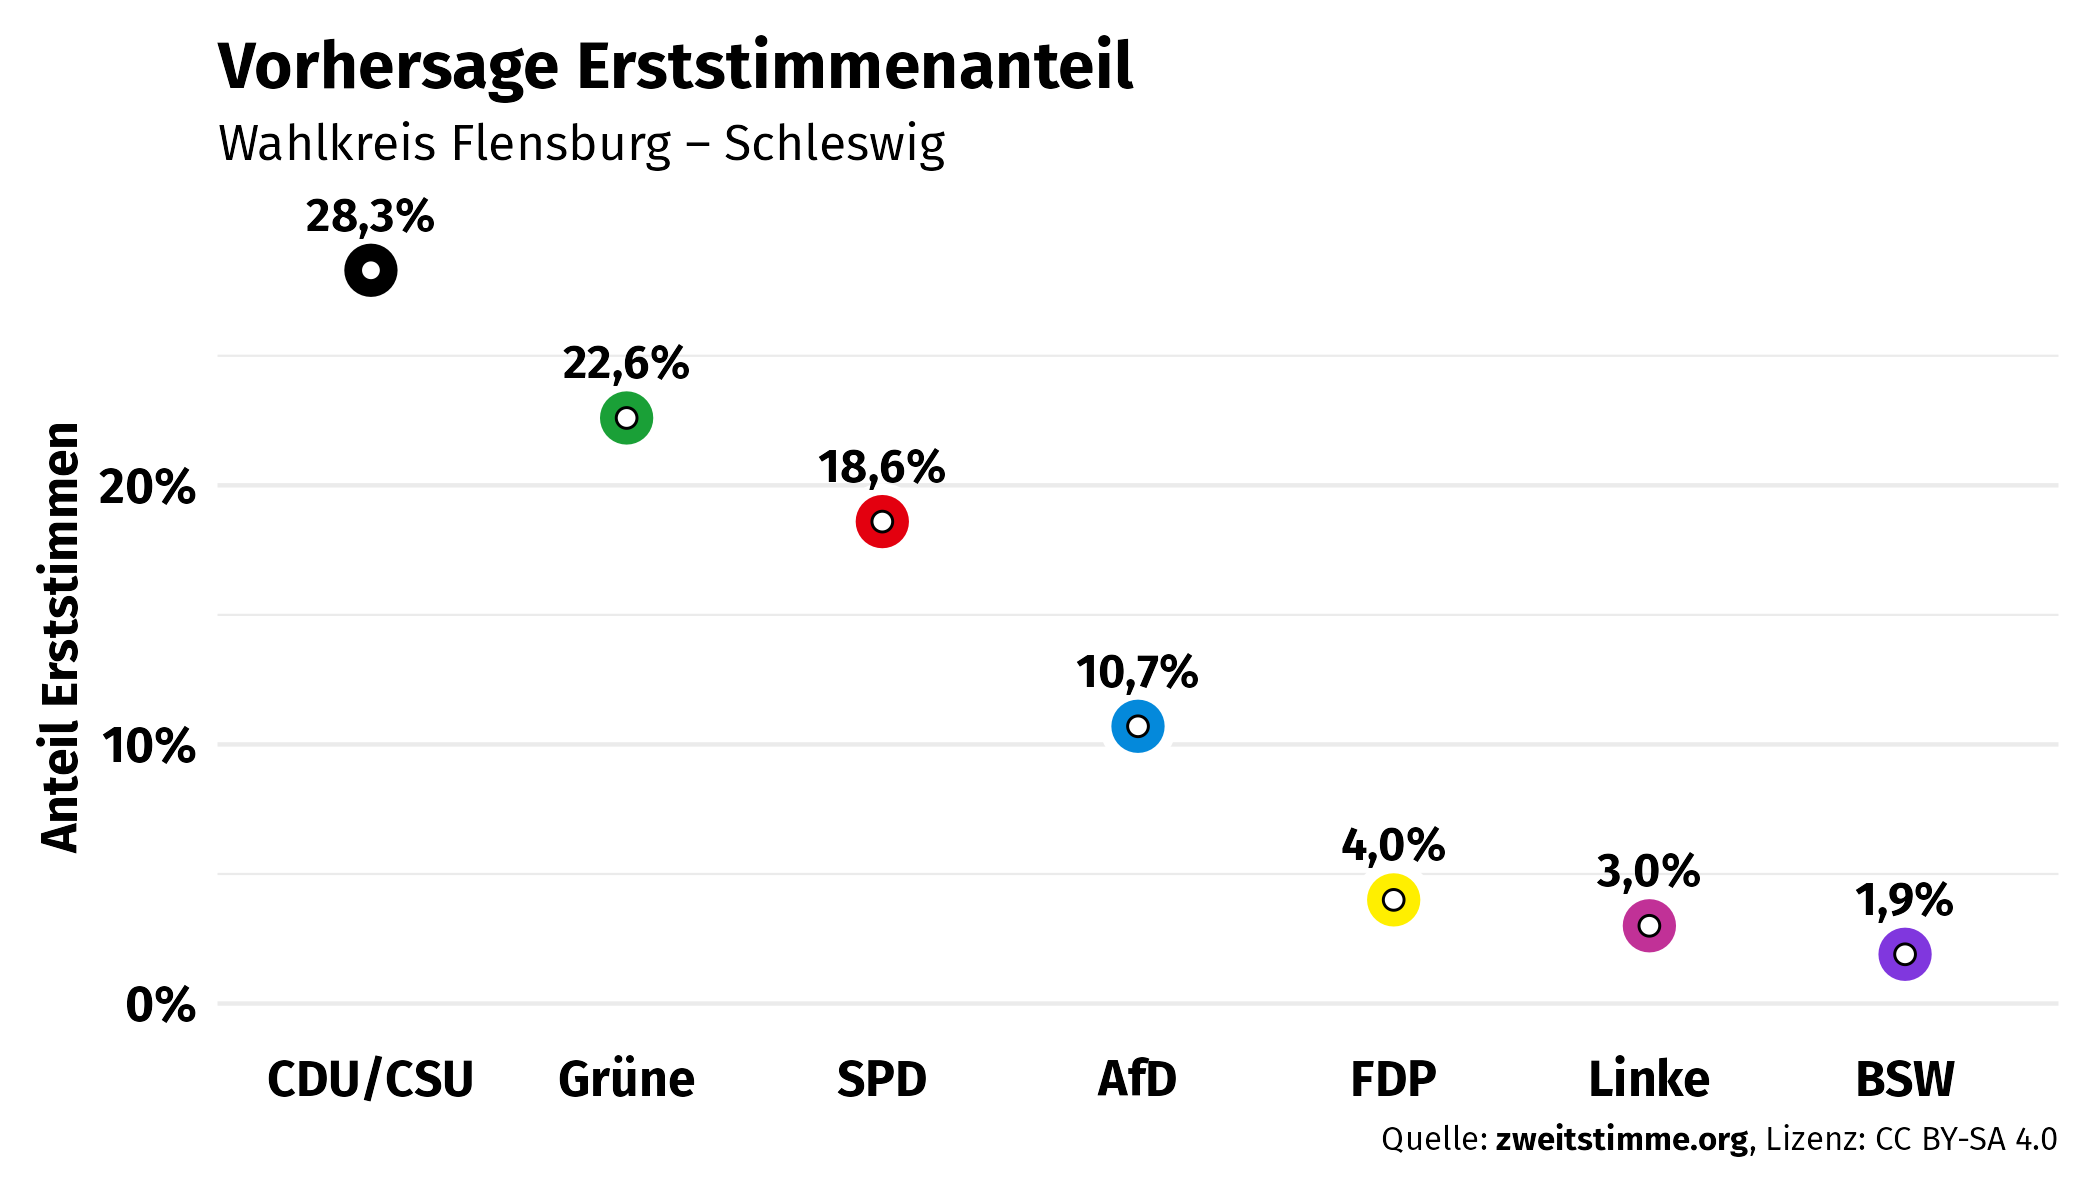 Vorhersage Erststimmenanteil
Wahlkreis Flensburg – Schleswig
28,3%
22,6%
18,6%
10,7%
4,0%
3,0%
1,9%
Anteil Erststimmen
20%
10%
0%
CDU/CSU Grüne SPD AfD FDP Linke BSW
Quelle: zweitstimme.org, Lizenz: CC BY-SA 4.0